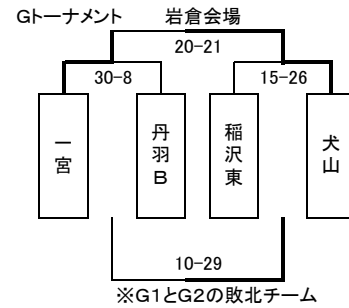 Gトーナメント 岩倉会場
20-21
30-8 15-26
一宮
丹羽B
稲沢東
犬山
10-29
※G1とG2の敗北チーム